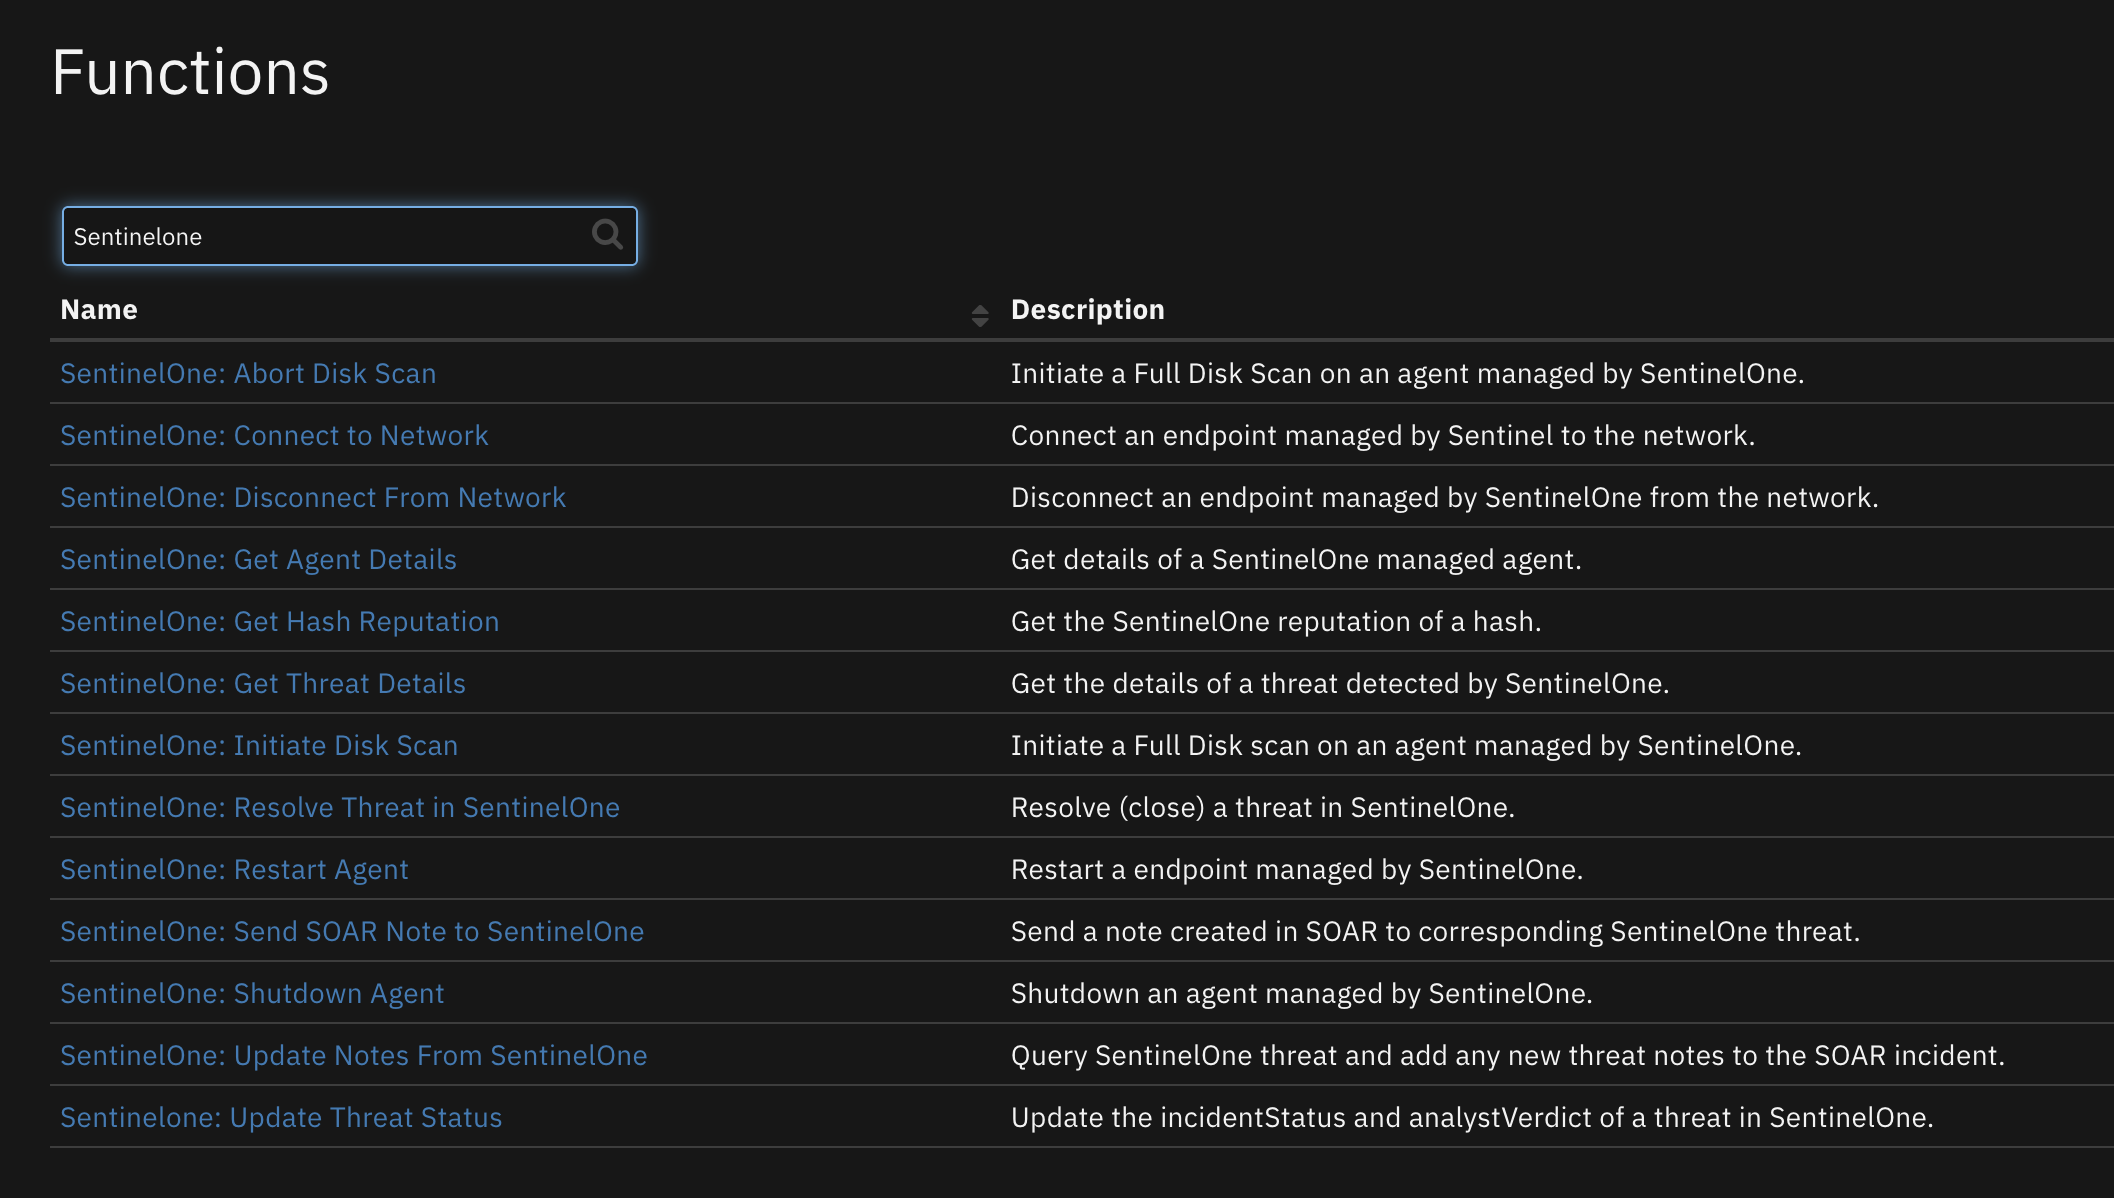 Functions
Sentinelone
Name Description
SentinelOne: Abort Disk Scan Initiate a Full Disk Scan on an agent managed by SentinelOne.
SentinelOne: Connect to Network Connect an endpoint managed by Sentinel to the network.
SentinelOne: Disconnect From Network Disconnect an endpoint managed by SentinelOne from the network.
SentinelOne: Get Agent Details Get details of a SentinelOne managed agent.
SentinelOne: Get Hash Reputation Get the SentinelOne reputation of a hash.
SentinelOne: Get Threat Details Get the details of a threat detected by SentinelOne.
SentinelOne: Initiate Disk Scan Initiate a Full Disk scan on an agent managed by SentinelOne.
SentinelOne: Resolve Threat in SentinelOne Resolve (close) a threat in SentinelOne.
SentinelOne: Restart Agent Restart a endpoint managed by SentinelOne.
SentinelOne: Send SOAR Note to SentinelOne Send a note created in SOAR to corresponding SentinelOne threat.
SentinelOne: Shutdown Agent Shutdown an agent managed by SentinelOne.
SentinelOne: Update Notes From SentinelOne Query SentinelOne threat and add any new threat notes to the SOAR incident.
Sentinelone: Update Threat Status Update the incidentStatus and analystVerdict of a threat in SentinelOne.